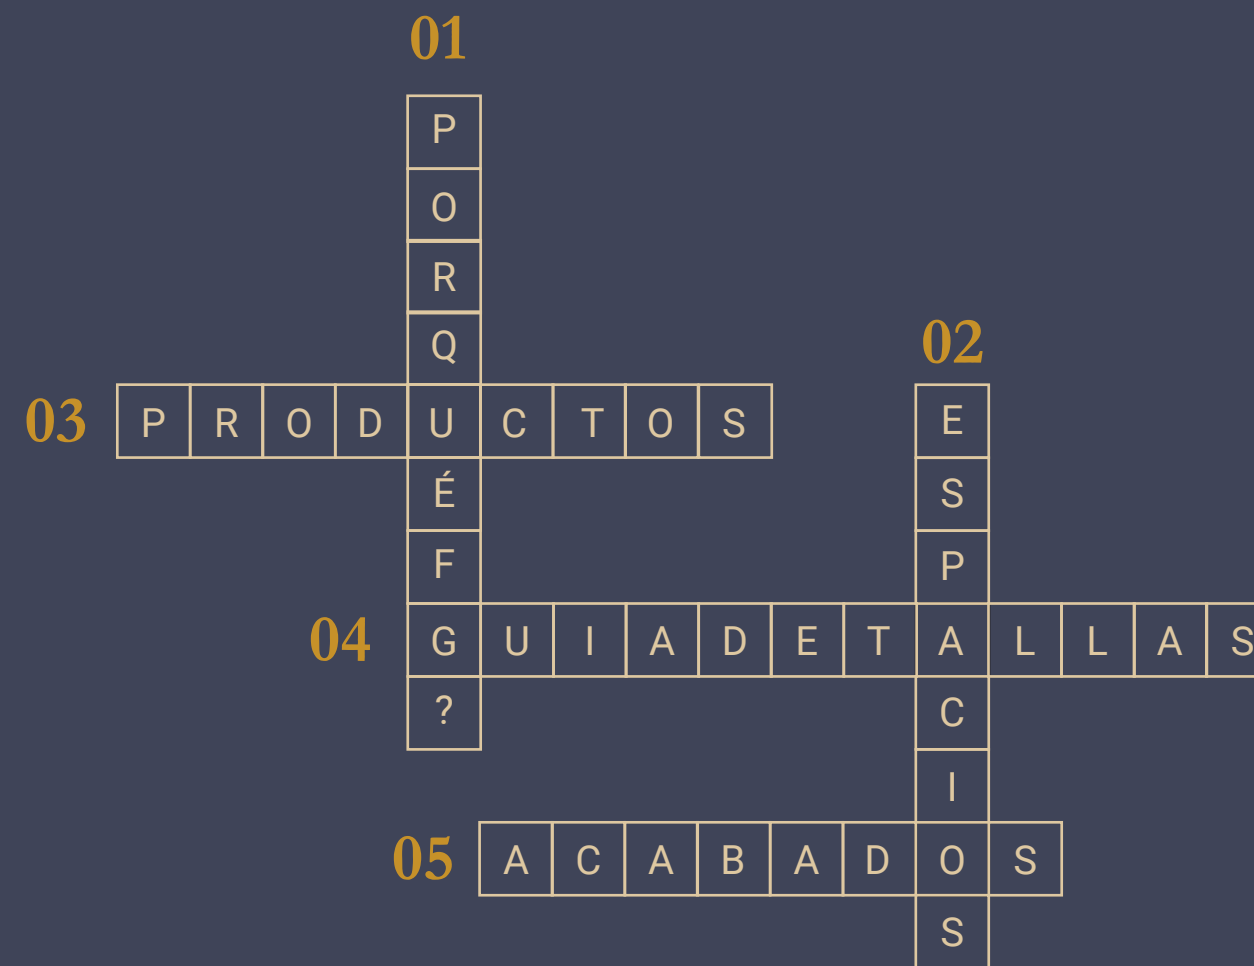 01
PORQUÉFG?
02
ESPACIOS
03
PRODUCTOS
04
GUIADETALLAS
05
ACABADOS